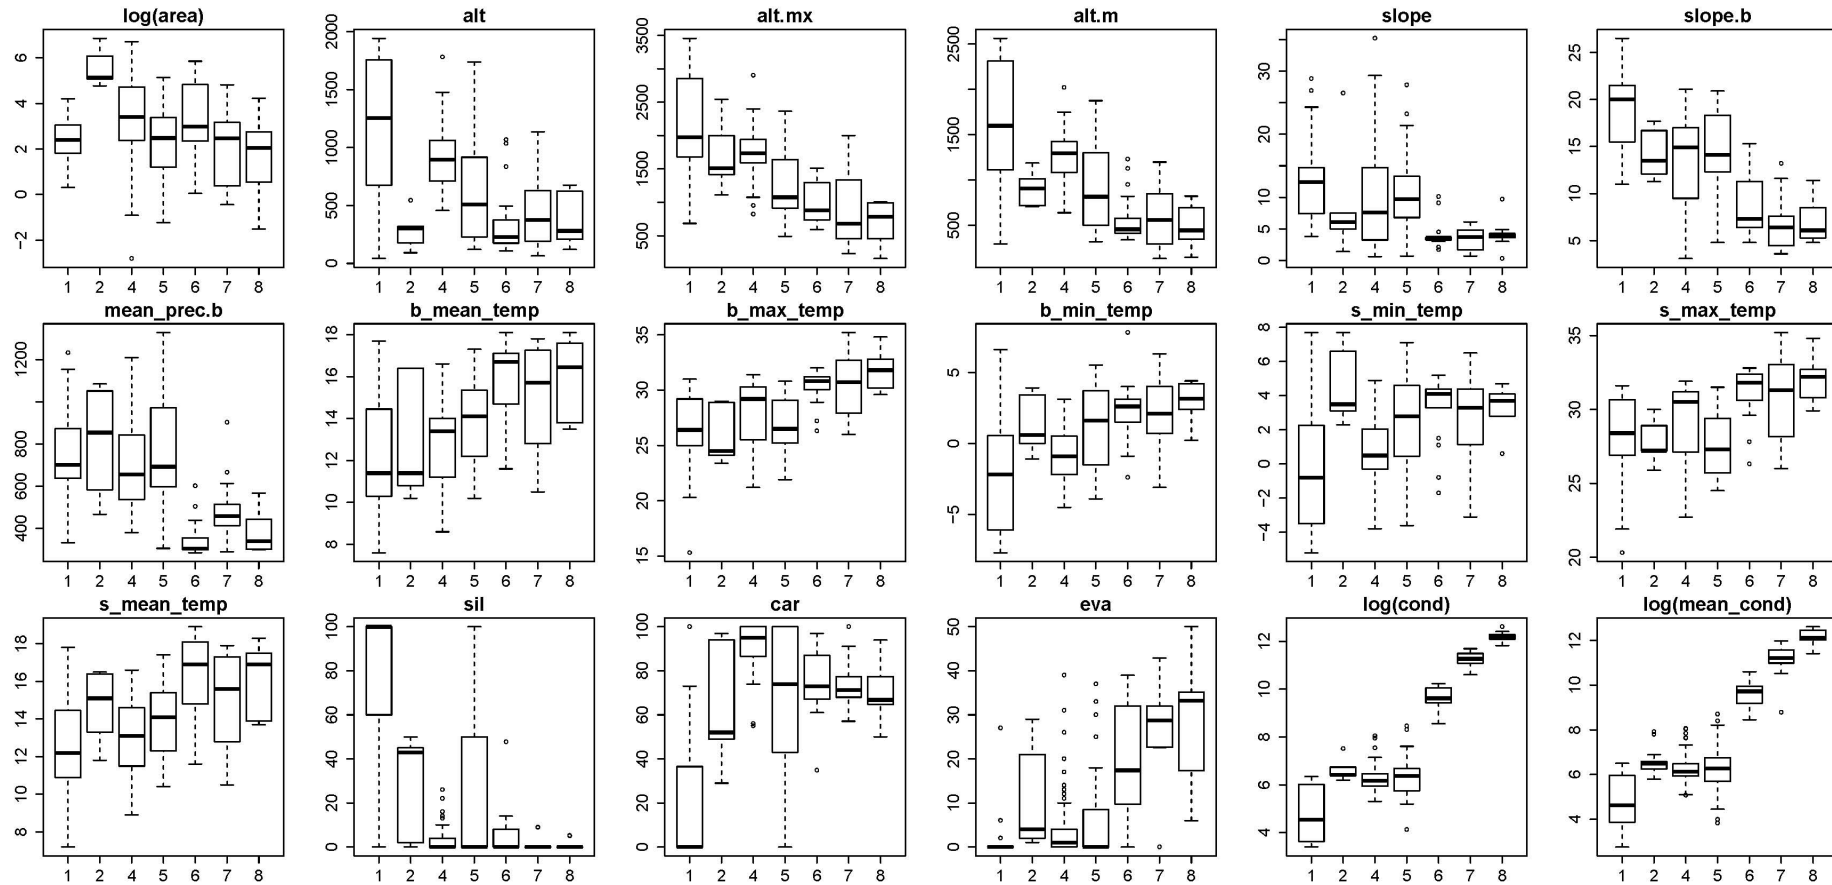 log(area) alt alt.mx alt.m slope slope.b
6 4 2 0 −2
2000 1500 1000 500 0
3500 2500 1500 500
2500 1500 500
30 20 10 5 0
25 20 15 10 5
1 2 4 5 6 7 8 1 2 4 5 6 7 8 1 2 4 5 6 7 8 1 2 4 5 6 7 8 1 2 4 5 6 7 8 1 2 4 5 6 7 8
mean_prec.b b_mean_temp b_max_temp b_min_temp s_min_temp s_max_temp
1200 800 600 400
18 16 14 12 10 8
35 30 25 20 15
5 0 −5
8 6 4 2 0 −2 −4
35 30 25 20
1 2 4 5 6 7 8 1 2 4 5 6 7 8 1 2 4 5 6 7 8 1 2 4 5 6 7 8 1 2 4 5 6 7 8 1 2 4 5 6 7 8
s_mean_temp sil car eva log(cond) log(mean_cond)
18 16 14 12 10 8
100 80 60 40 20 0
100 80 60 40 20 0
50 40 30 20 10 0
12 10 8 6 4
12 10 8 6 4
1 2 4 5 6 7 8 1 2 4 5 6 7 8 1 2 4 5 6 7 8 1 2 4 5 6 7 8 1 2 4 5 6 7 8 1 2 4 5 6 7 8